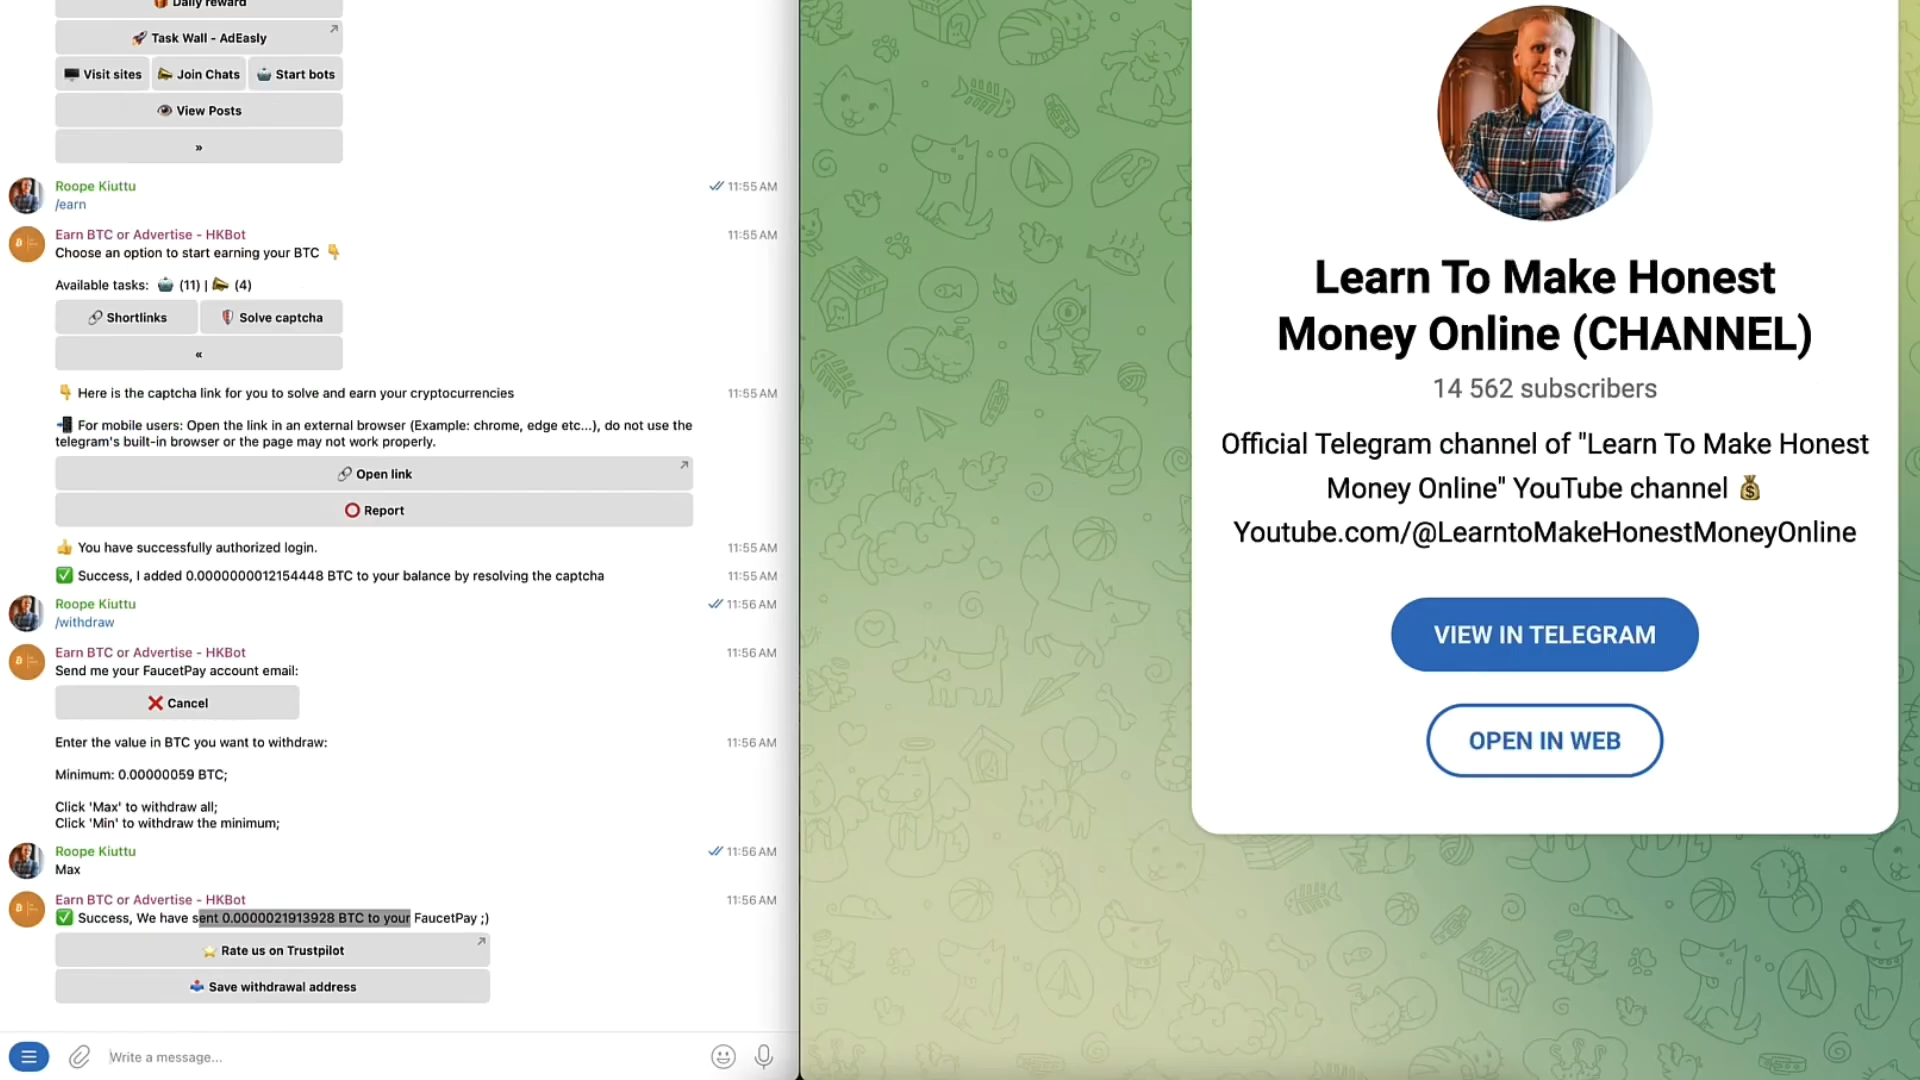 Daily reward
Task Wall - AdEasly
Visit sites
Join Chats
Start bots
View Posts
»
Roope Kiuttu
11:55 AM
/earn
Earn BTC or Advertise - HKBot
11:55 AM
Choose an option to start earning your BTC 👇
Available tasks: 🤖 (11) | 📣 (4)
Shortlinks
Solve captcha
«
👇 Here is the captcha link for you to solve and earn your cryptocurrencies
11:55 AM
📲 For mobile users: Open the link in an external browser (Example: chrome, edge etc...), do not use the
telegram's built-in browser or the page may not work properly.
Open link
Report
👍 You have successfully authorized login.
11:55 AM
✅ Success, I added 0.0000000012154448 BTC to your balance by resolving the captcha
11:55 AM
Roope Kiuttu
11:56 AM
/withdraw
Earn BTC or Advertise - HKBot
11:56 AM
Send me your FaucetPay account email:
❌ Cancel
Enter the value in BTC you want to withdraw:
11:56 AM
Minimum: 0.00000059 BTC;
Click 'Max' to withdraw all;
Click 'Min' to withdraw the minimum;
Roope Kiuttu
11:56 AM
Max
Earn BTC or Advertise - HKBot
11:56 AM
✅ Success, We have sent 0.0000021913928 BTC to your FaucetPay ;)
Rate us on Trustpilot
Save withdrawal address
Write a message...
Learn To Make Honest
Money Online (CHANNEL)
14 562 subscribers
Official Telegram channel of "Learn To Make Honest
Money Online" YouTube channel 💰
Youtube.com/@LearntoMakeHonestMoneyOnline
VIEW IN TELEGRAM
OPEN IN WEB